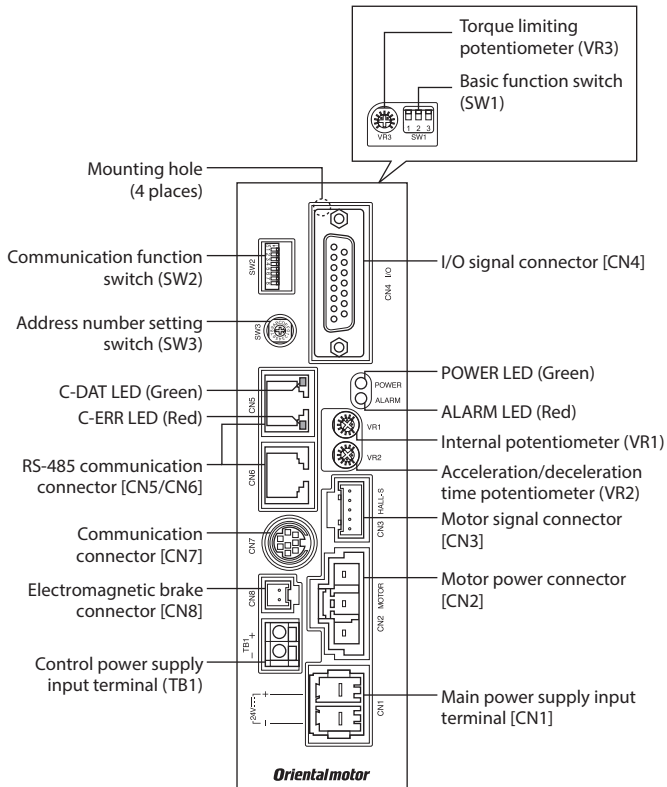 Torque limiting
potentiometer (VR3)
Basic function switch
(SW1)
1 2 3
VR3 SW1
Mounting hole
(4 places)
Communication function
switch (SW2)
SW2
I/O signal connector [CN4]
CN4 I/O
Address number setting
switch (SW3)
SW3
C-DAT LED (Green)
C-ERR LED (Red)
CN5
POWER LED (Green)
POWER
ALARM
ALARM LED (Red)
VR1
Internal potentiometer (VR1)
RS-485 communication
connector [CN5/CN6]
CN6
VR2
Acceleration/deceleration
time potentiometer (VR2)
Motor signal connector
[CN3]
CN3 HALL-S
Communication
connector [CN7]
CN7
Motor power connector
[CN2]
CN2 MOTOR
Electromagnetic brake
connector [CN8]
CN8
TB1
+
–
Control power supply
input terminal (TB1)
24V
+
–
CN1
Main power supply input
terminal [CN1]
Orientalmotor